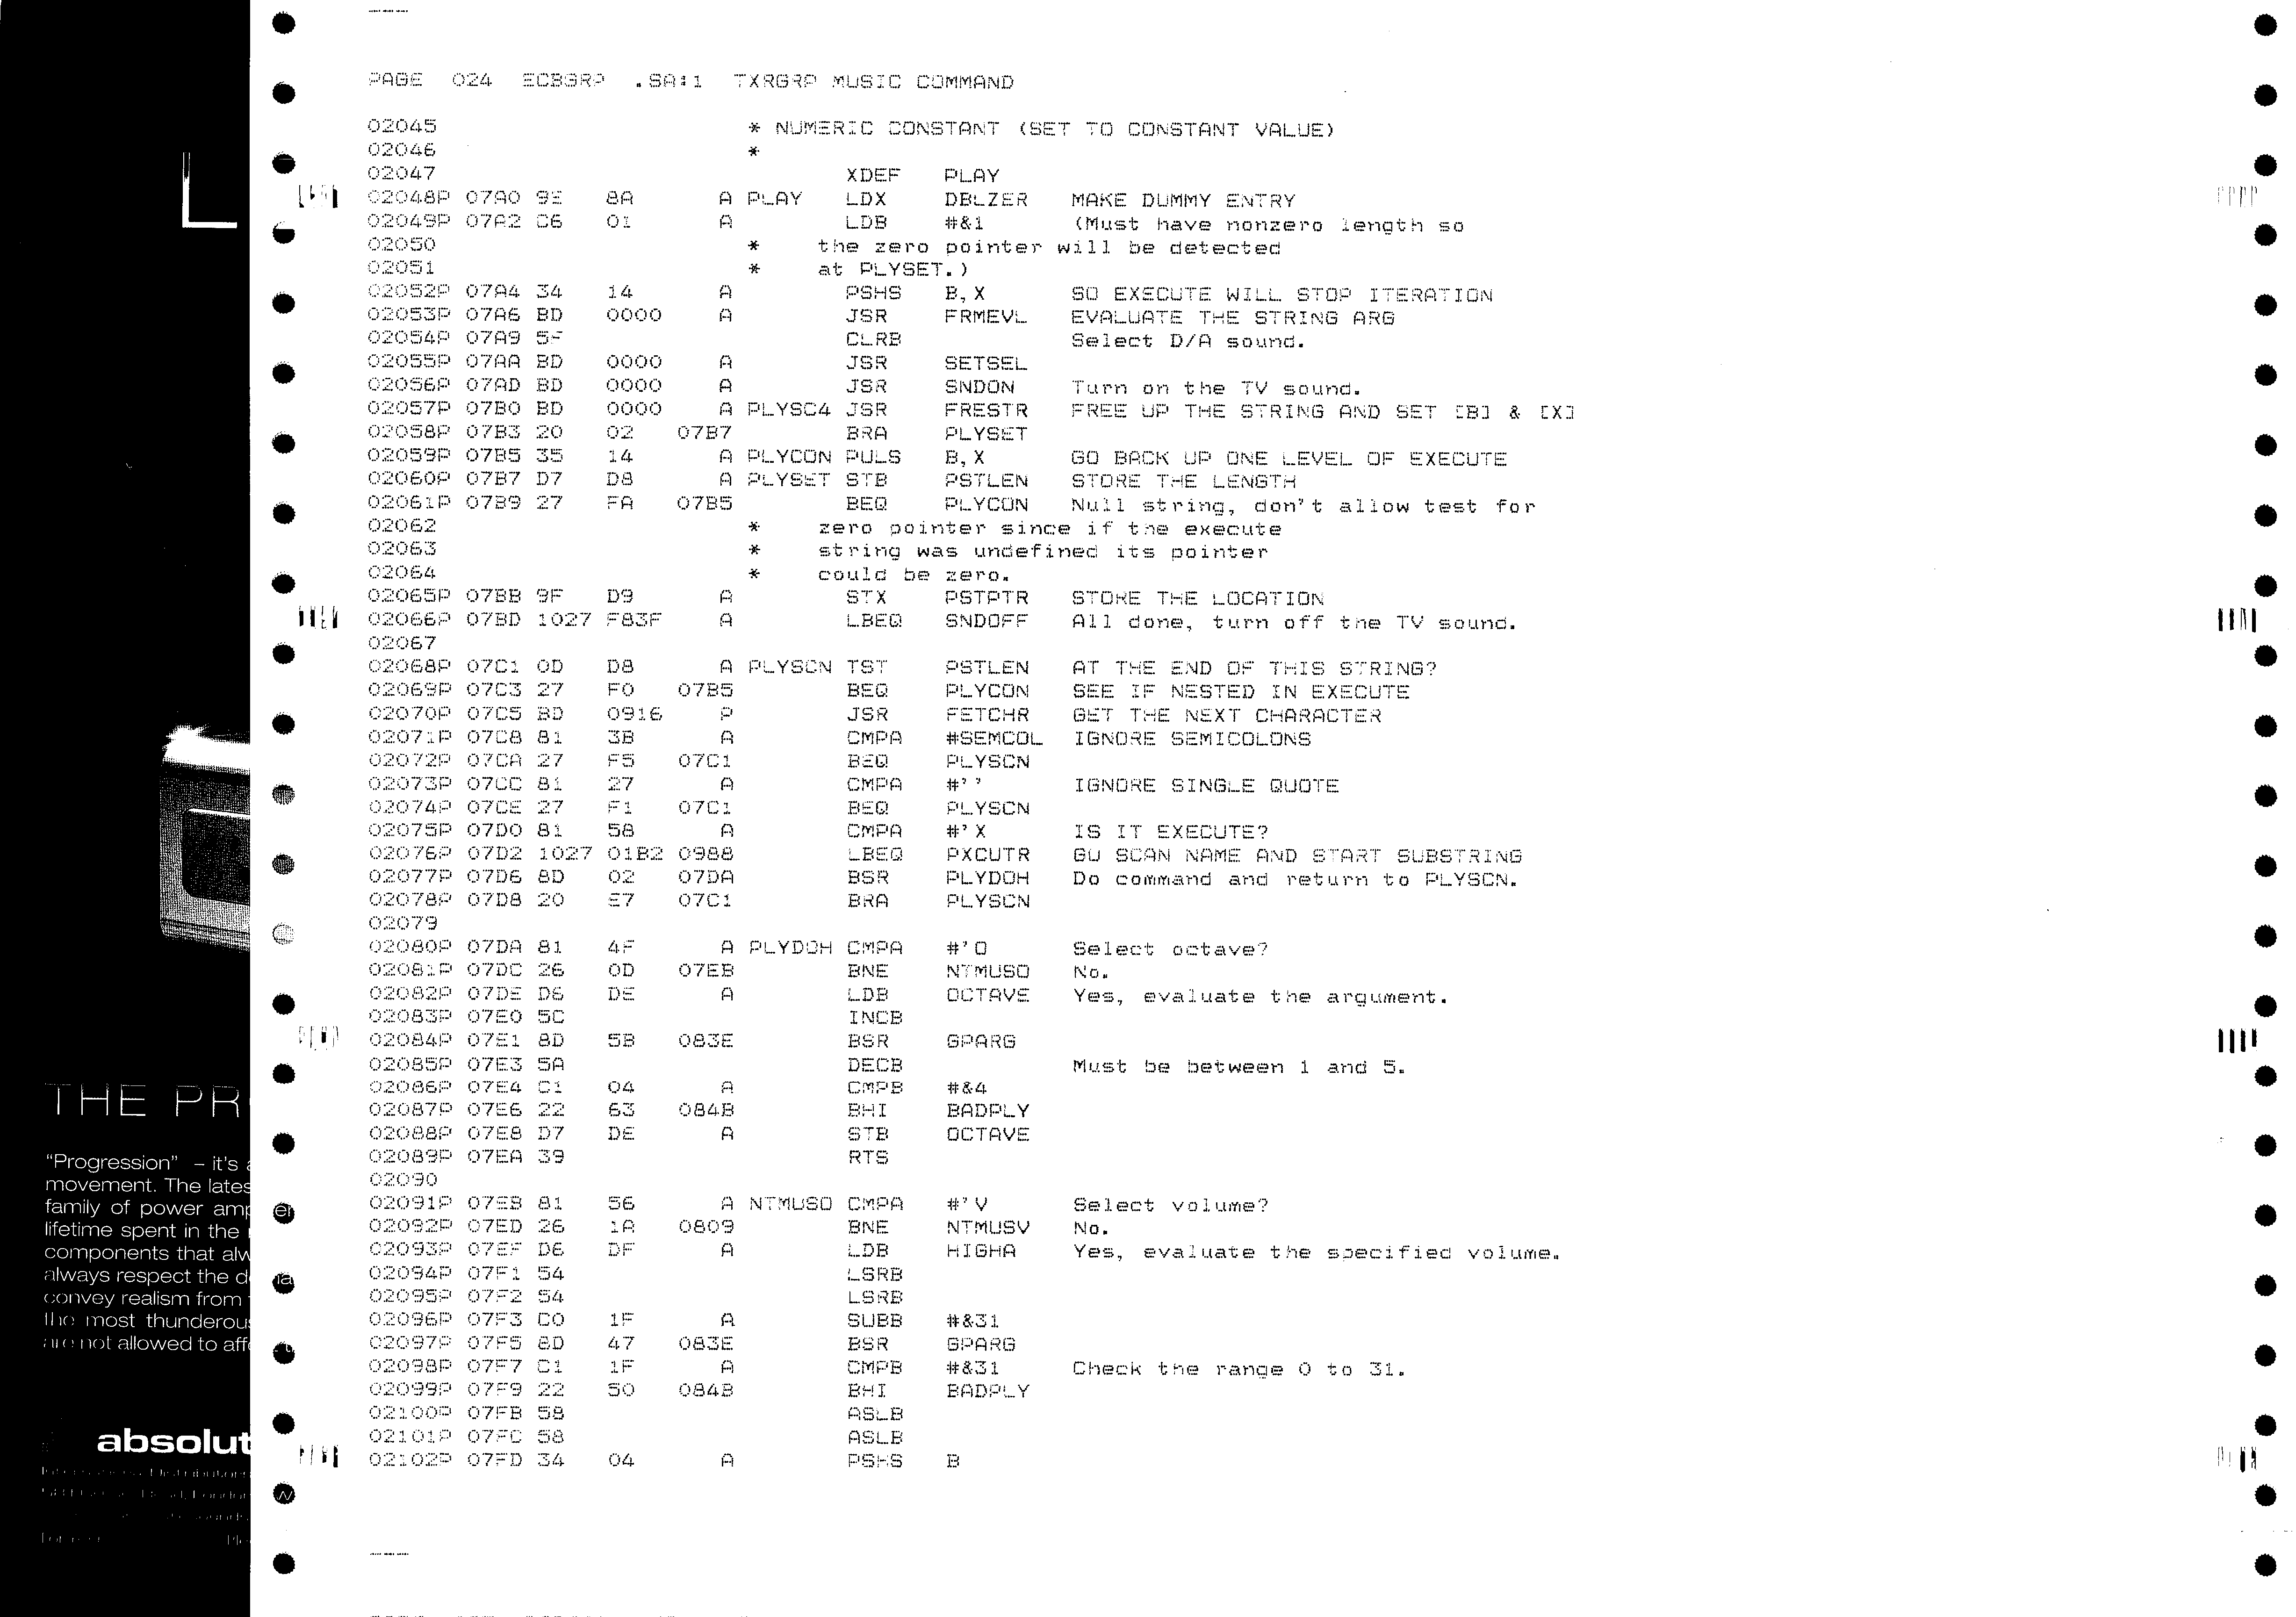 PAGE 024 ECBGRP .SA:1 TXRGRP MUSIC COMMAND
02045 * NUMERIC CONSTANT (SET TO CONSTANT VALUE)
02046 *
02047 XDEF PLAY
02048P 07A0 9E 8A A PLAY LDX DBLZER MAKE DUMMY ENTRY
02049P 07A2 C6 01 A LDB #&1 (Must have nonzero length so
02050 * the zero pointer will be detected
02051 * at PLYSET.)
02052P 07A4 34 14 A PSHS B,X SO EXECUTE WILL STOP ITERATION
02053P 07A6 BD 0000 A JSR FRMEVL EVALUATE THE STRING ARG
02054P 07A9 5F CLRB Select D/A sound.
02055P 07AA BD 0000 A JSR SETSEL
02056P 07AD BD 0000 A JSR SNDON Turn on the TV sound.
02057P 07B0 BD 0000 A PLYSC4 JSR FRESTR FREE UP THE STRING AND SET [B] & [X]
02058P 07B3 20 02 07B7 BRA PLYSET
02059P 07B5 35 14 A PLYCON PULS B,X GO BACK UP ONE LEVEL OF EXECUTE
02060P 07B7 D7 D8 A PLYSET STB PSTLEN STORE THE LENGTH
02061P 07B9 27 FA 07B5 BEQ PLYCON Null string, don't allow test for
02062 * zero pointer since if the execute
02063 * string was undefined its pointer
02064 * could be zero.
02065P 07BB 9F D9 A STX PSTPTR STORE THE LOCATION
02066P 07BD 1027 F83F A LBEQ SNDOFF All done, turn off the TV sound.
02067
02068P 07C1 0D D8 A PLYSCN TST PSTLEN AT THE END OF THIS STRING?
02069P 07C3 27 F0 07B5 BEQ PLYCON SEE IF NESTED IN EXECUTE
02070P 07C5 BD 0916 P JSR FETCHR GET THE NEXT CHARACTER
02071P 07C8 81 3B A CMPA #SEMCOL IGNORE SEMICOLONS
02072P 07CA 27 F5 07C1 BEQ PLYSCN
02073P 07CC 81 27 A CMPA #'' IGNORE SINGLE QUOTE
02074P 07CE 27 F1 07C1 BEQ PLYSCN
02075P 07D0 81 58 A CMPA #'X IS IT EXECUTE?
02076P 07D2 1027 01B2 0988 LBEQ PXCUTR GO SCAN NAME AND START SUBSTRING
02077P 07D6 8D 02 07DA BSR PLYDOH Do command and return to PLYSCN.
02078P 07D8 20 E7 07C1 BRA PLYSCN
02079
02080P 07DA 81 4F A PLYDOH CMPA #'O Select octave?
02081P 07DC 26 0D 07EB BNE NTMUSO No.
02082P 07DE D6 DE A LDB OCTAVE Yes, evaluate the argument.
02083P 07E0 5C INCB
02084P 07E1 8D 5B 083E BSR GPARG
02085P 07E3 5A DECB Must be between 1 and 5.
02086P 07E4 C1 04 A CMPB #&4
02087P 07E6 22 63 084B BHI BADPLY
02088P 07E8 D7 DE A STB OCTAVE
02089P 07EA 39 RTS
02090
02091P 07EB 81 56 A NTMUSO CMPA #'V Select volume?
02092P 07ED 26 1A 0809 BNE NTMUSV No.
02093P 07EF D6 DF A LDB HIGHA Yes, evaluate the specified volume.
02094P 07F1 54 LSRB
02095P 07F2 54 LSRB
02096P 07F3 C0 1F A SUBB #&31
02097P 07F5 8D 47 083E BSR GPARG
02098P 07F7 C1 1F A CMPB #&31 Check the range 0 to 31.
02099P 07F9 22 50 084B BHI BADPLY
02100P 07FB 58 ASLB
02101P 07FC 58 ASLB
02102P 07FD 34 04 A PSHS B
L
THE PR
"Progression" – it's
movement. The lates
family of power amp
lifetime spent in the
components that alw
always respect the d
convey realism from
the most thunderous
are not allowed to aff
absolut